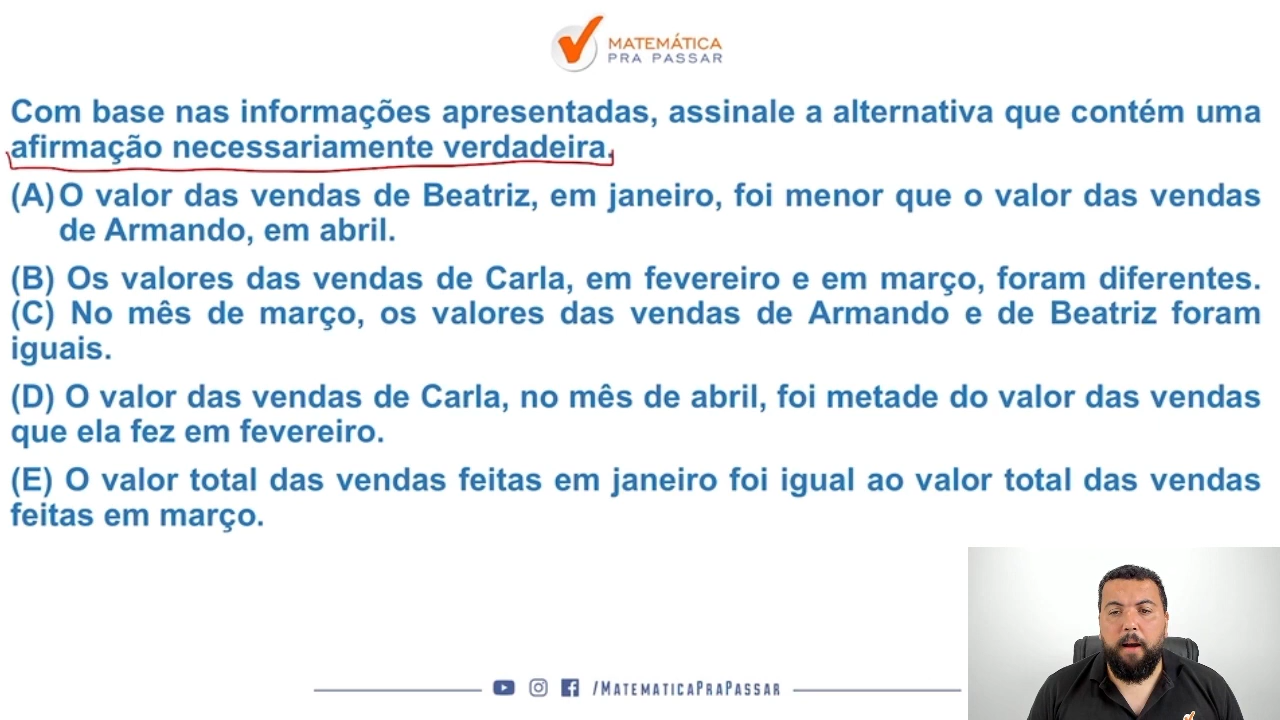 MATEMÁTICA
PRA PASSAR
Com base nas informações apresentadas, assinale a alternativa que contém uma
afirmação necessariamente verdadeira.
(A) O valor das vendas de Beatriz, em janeiro, foi menor que o valor das vendas
de Armando, em abril.
(B) Os valores das vendas de Carla, em fevereiro e em março, foram diferentes.
(C) No mês de março, os valores das vendas de Armando e de Beatriz foram
iguais.
(D) O valor das vendas de Carla, no mês de abril, foi metade do valor das vendas
que ela fez em fevereiro.
(E) O valor total das vendas feitas em janeiro foi igual ao valor total das vendas
feitas em março.
/MATEMATICAPRAPASSAR